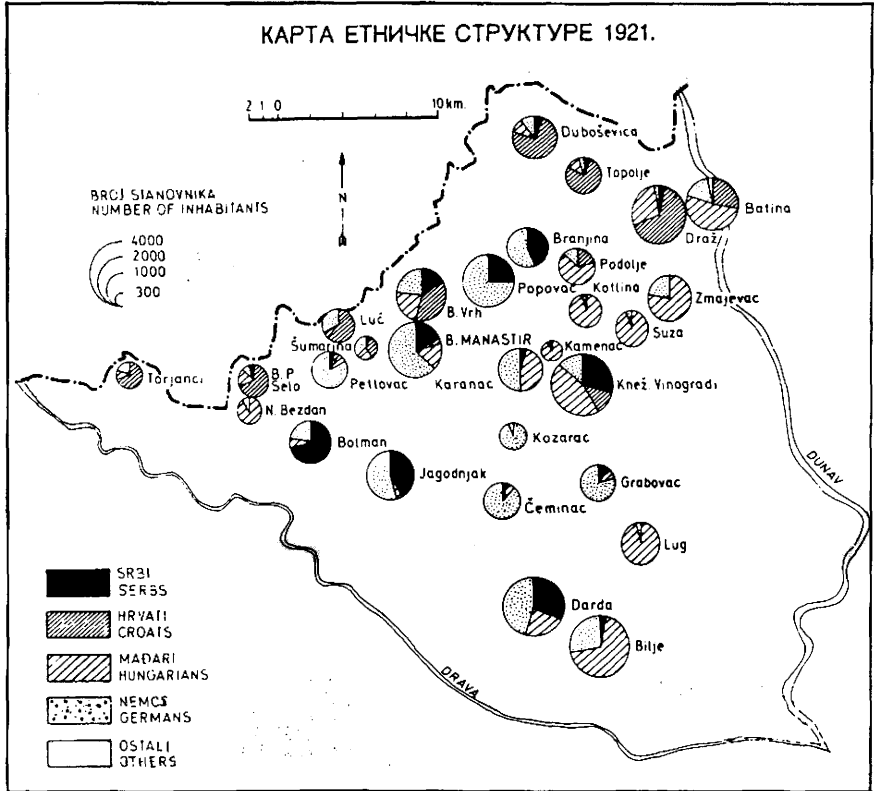 КАРТА ЕТНИЧКЕ СТРУКТУРЕ 1921.
2 1 0 10 km.
N
BROJ STANOVNIKA
NUMBER OF INHABITANTS
4000
2000
1000
300
Duboševica
Topolje
Batina
Draž
Branjina
Podolje
Popovac
Kotlina
Zmajevac
B. Vrh
Luč
Suza
Šumarina
B. MANASTIR
Kamenac
Torjanci
B. P.
Selo
Petlovac
Karanac
Knež. Vinogradi
N. Bezdan
Bolman
Kozarac
DUNAV
Jagodnjak
Grabovac
Čeminac
Lug
SRBI
SERBS
HRVATI
CROATS
Darda
MAĐARI
HUNGARIANS
Bilje
DRAVA
NEMCI
GERMANS
OSTALI
OTHERS